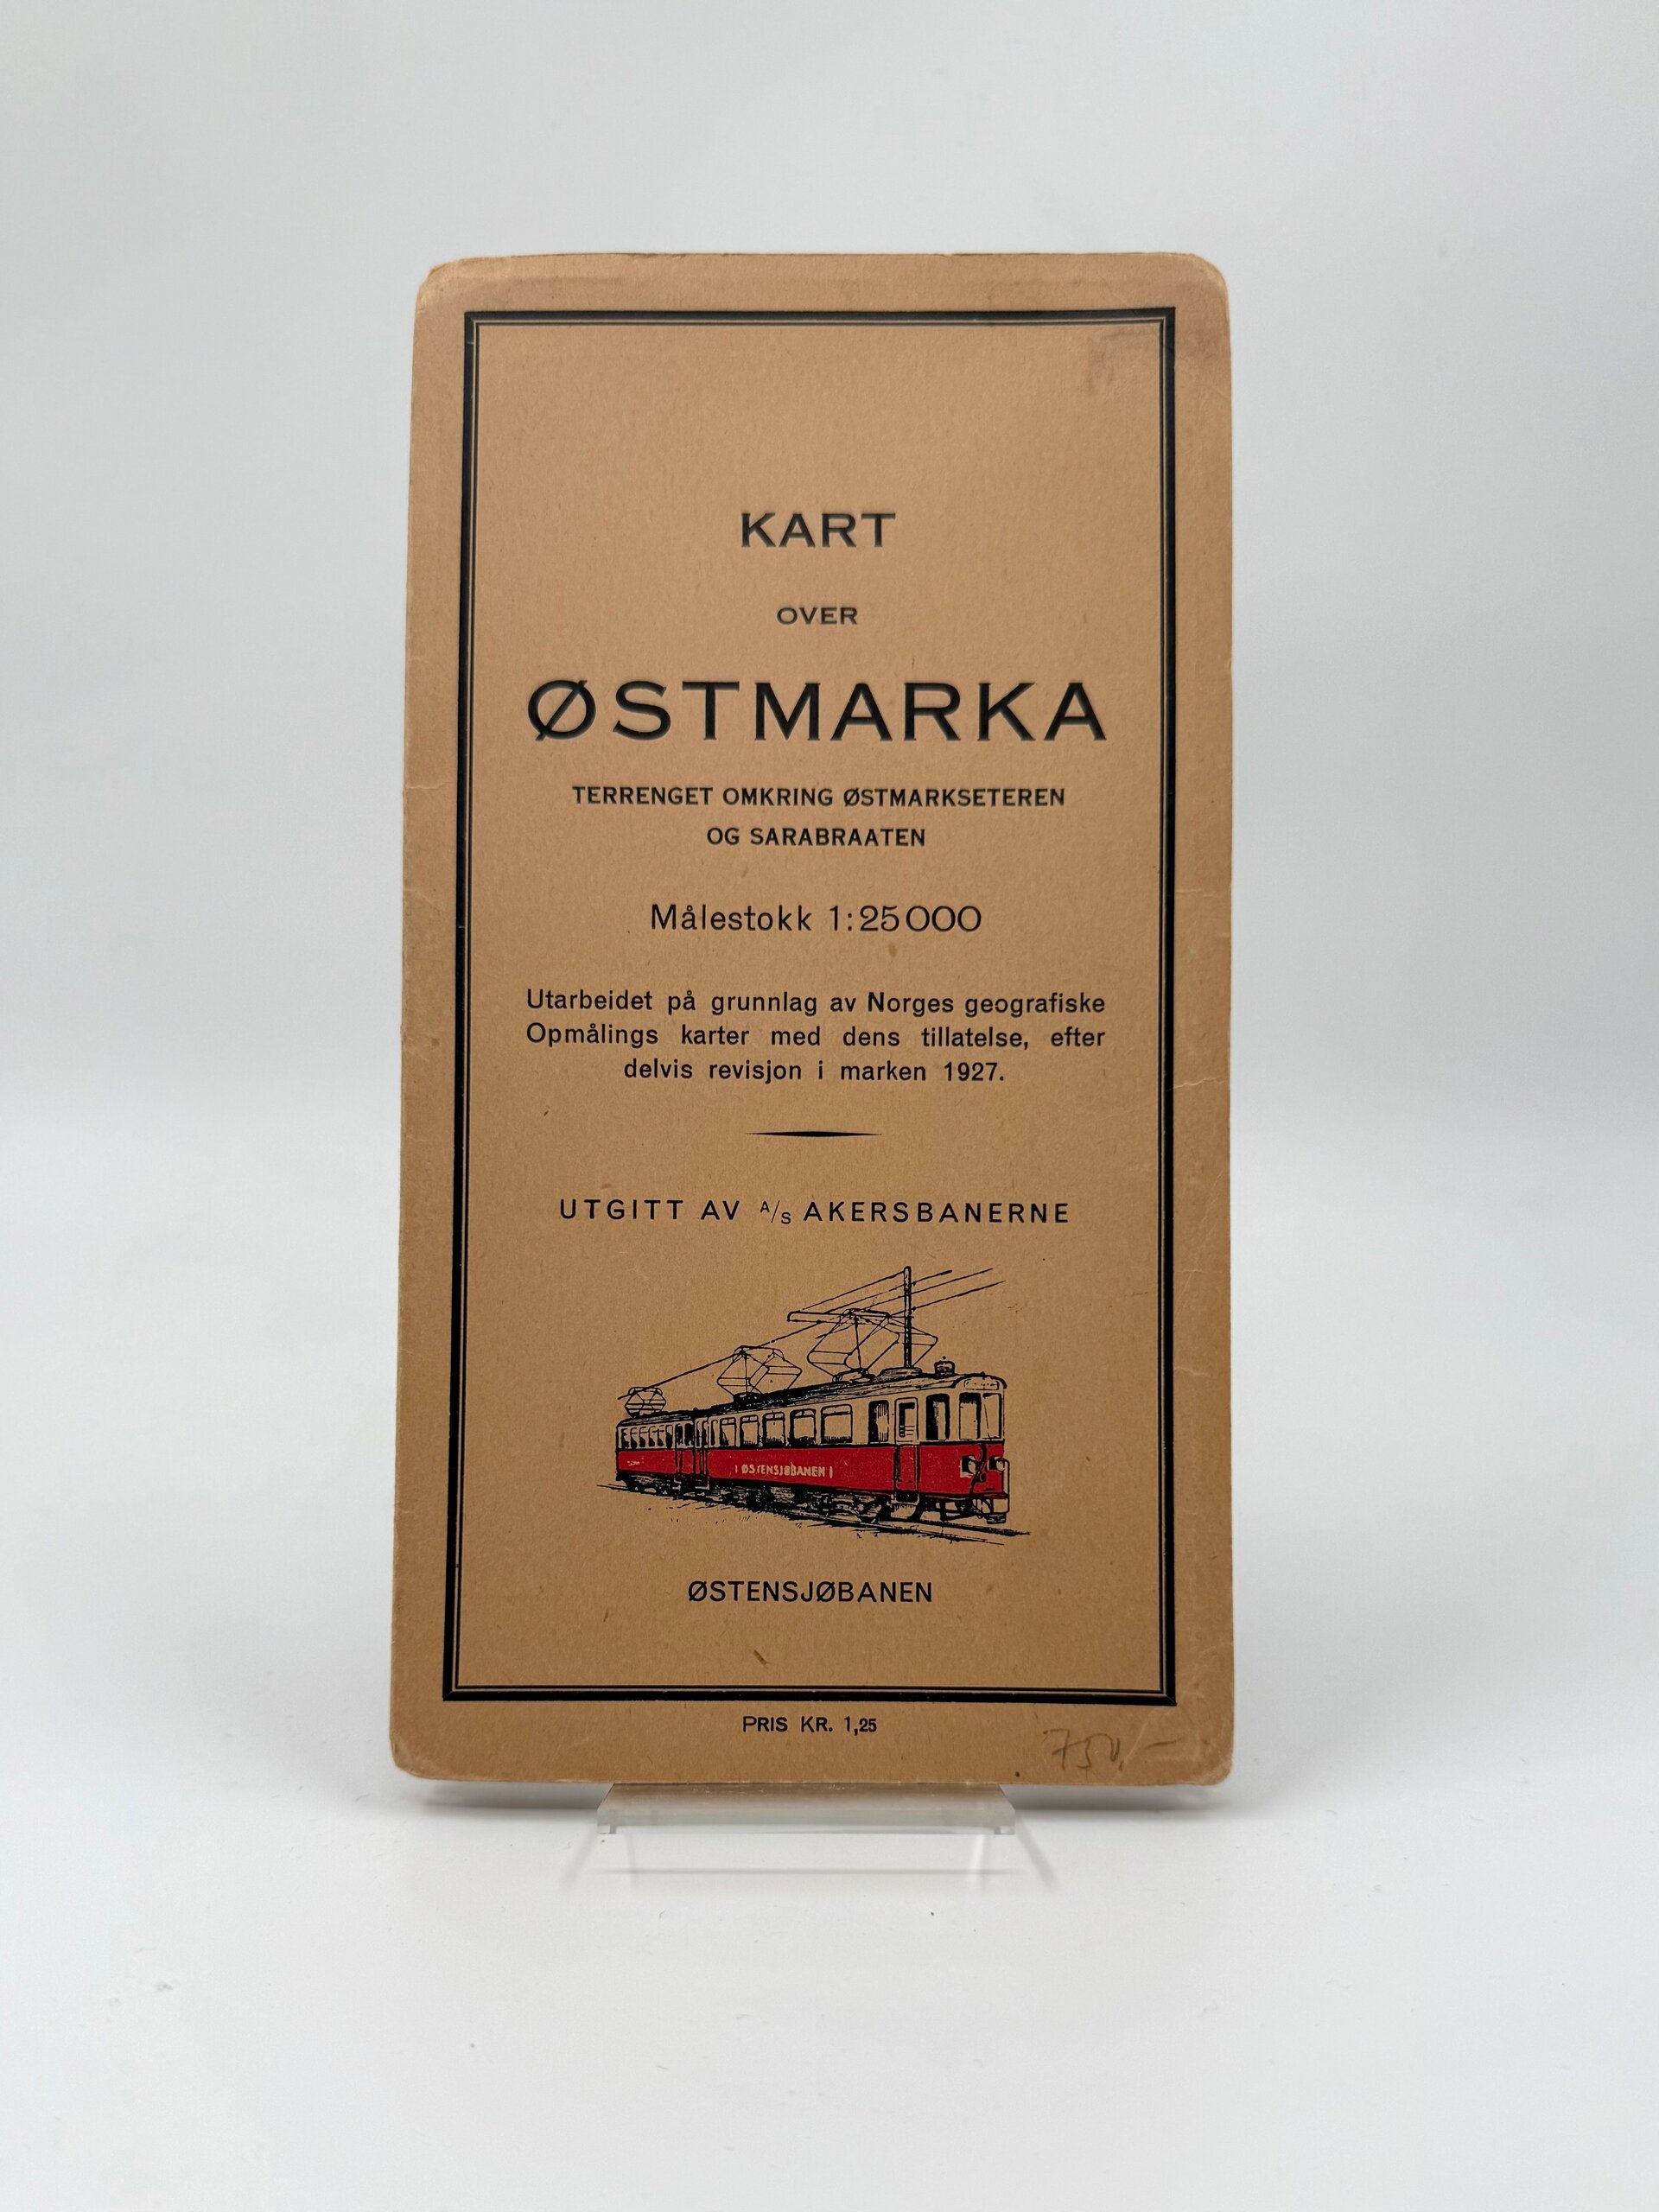 KART
OVER
ØSTMARKA
TERRENGET OMKRING ØSTMARKSETEREN
OG SARABRAATEN
Målestokk 1:25000
Utarbeidet på grunnlag av Norges geografiske
Opmålings karter med dens tillatelse, efter
delvis revisjon i marken 1927.
UTGITT AV A/S AKERSBANERNE
ØSTENSJØBANEN
ØSTENSJØBANEN
PRIS KR. 1,25
750,-